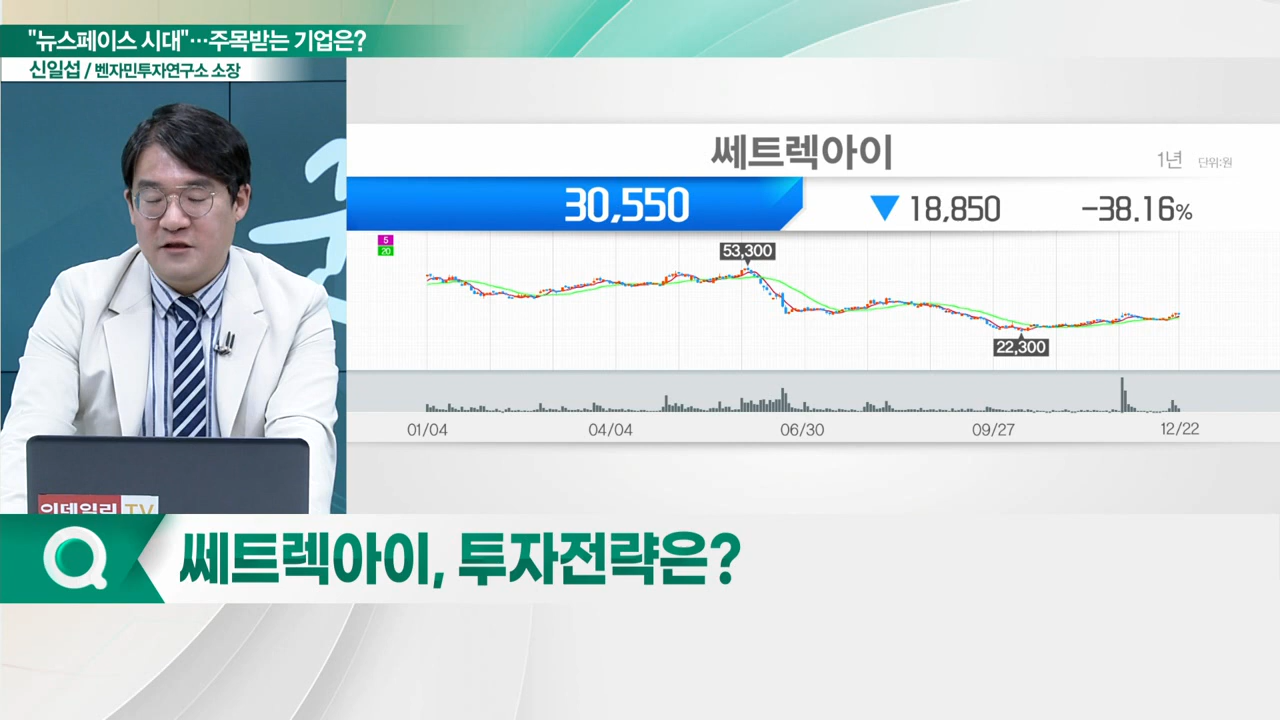 "뉴스페이스 시대"…주목받는 기업은?
신일섭 / 벤자민투자연구소 소장
쎄트렉아이
1년 단위:원
30,550 ▼ 18,850 -38.16%
5
20
53,300
22,300
01/04 04/04 06/30 09/27 12/22
이데일리 TV
Q 쎄트렉아이, 투자전략은?